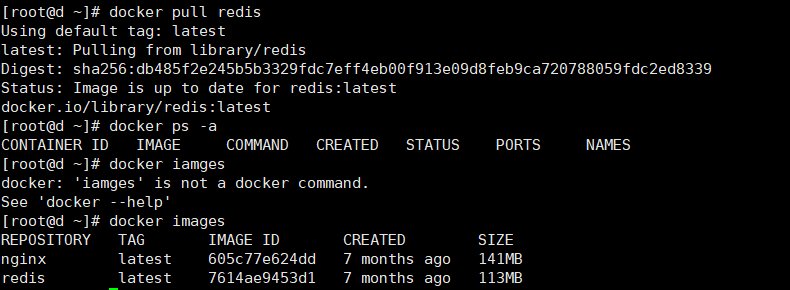 [root@d ~]# docker pull redis
Using default tag: latest
latest: Pulling from library/redis
Digest: sha256:db485f2e245b5b3329fdc7eff4eb00f913e09d8feb9ca720788059fdc2ed8339
Status: Image is up to date for redis:latest
docker.io/library/redis:latest
[root@d ~]# docker ps -a
CONTAINER ID   IMAGE     COMMAND   CREATED   STATUS    PORTS     NAMES
[root@d ~]# docker iamges
docker: 'iamges' is not a docker command.
See 'docker --help'
[root@d ~]# docker images
REPOSITORY   TAG       IMAGE ID       CREATED        SIZE
nginx        latest    605c77e624dd   7 months ago   141MB
redis        latest    7614ae9453d1   7 months ago   113MB